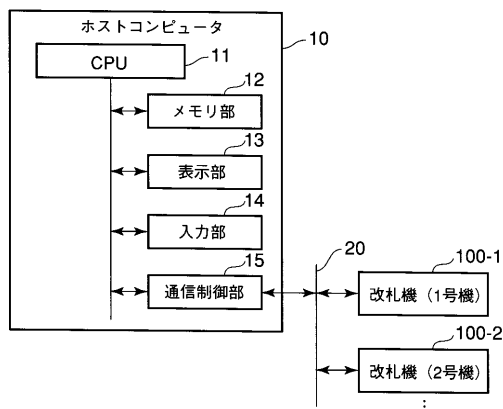 ホストコンピュータ
10
CPU
11
12
メモリ部
13
表示部
14
入力部
15
通信制御部
20
100-1
改札機（1号機）
100-2
改札機（2号機）
⋮